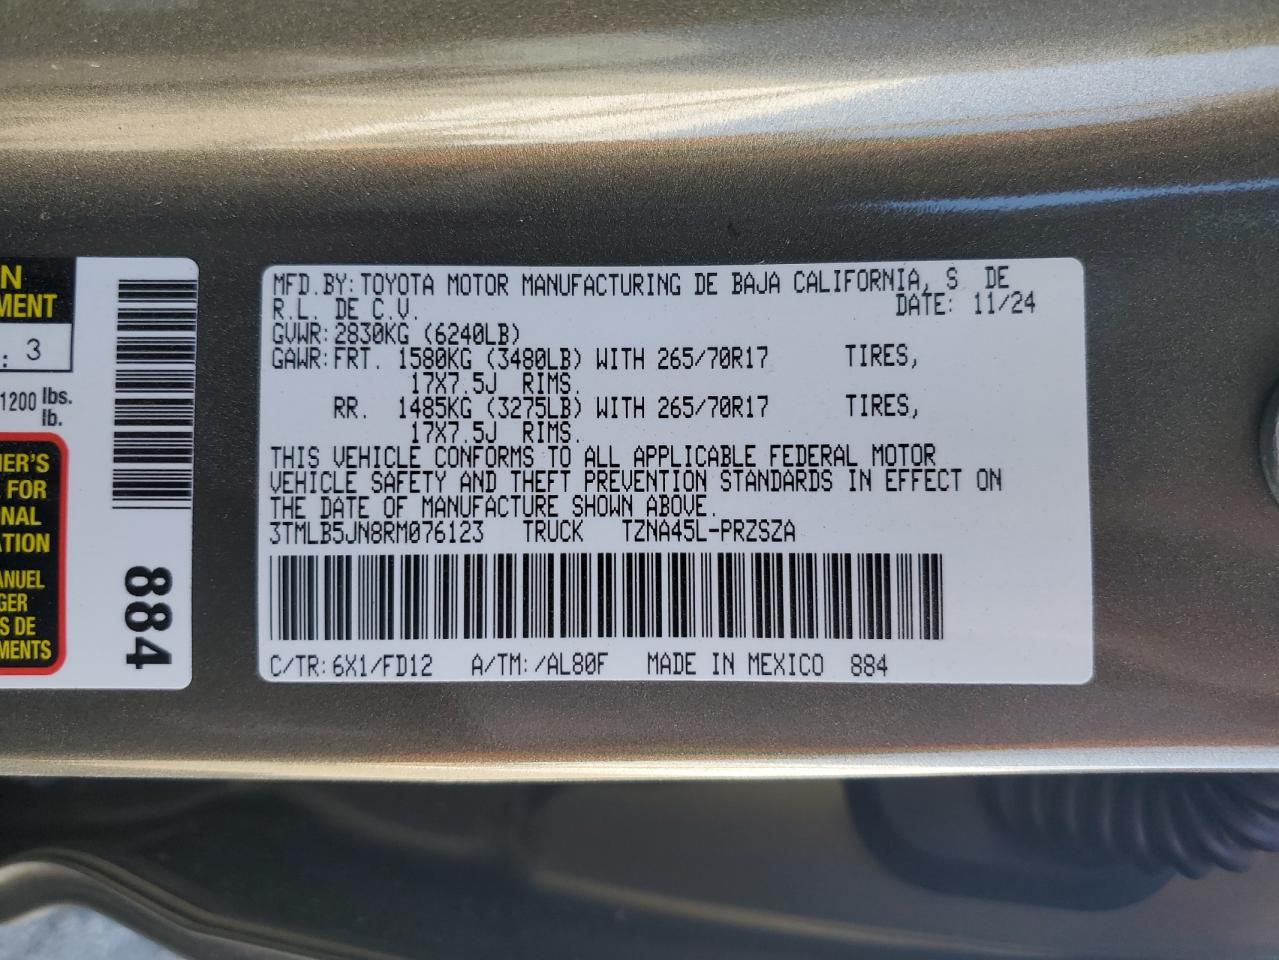 N
MENT
: 3
1200 lbs.
lb.
ER'S
FOR
NAL
ATION
ANUEL
GER
S DE
MENTS
884
MFD.BY:TOYOTA MOTOR MANUFACTURING DE BAJA CALIFORNIA, S DE
R.L. DE C.V. DATE: 11/24
GVWR:2830KG (6240LB)
GAWR:FRT. 1580KG (3480LB) WITH 265/70R17 TIRES,
17X7.5J RIMS.
RR. 1485KG (3275LB) WITH 265/70R17 TIRES,
17X7.5J RIMS.
THIS VEHICLE CONFORMS TO ALL APPLICABLE FEDERAL MOTOR
VEHICLE SAFETY AND THEFT PREVENTION STANDARDS IN EFFECT ON
THE DATE OF MANUFACTURE SHOWN ABOVE.
3TMLB5JN8RM076123 TRUCK TZNA45L-PRZSZA
C/TR:6X1/FD12 A/TM:/AL80F MADE IN MEXICO 884